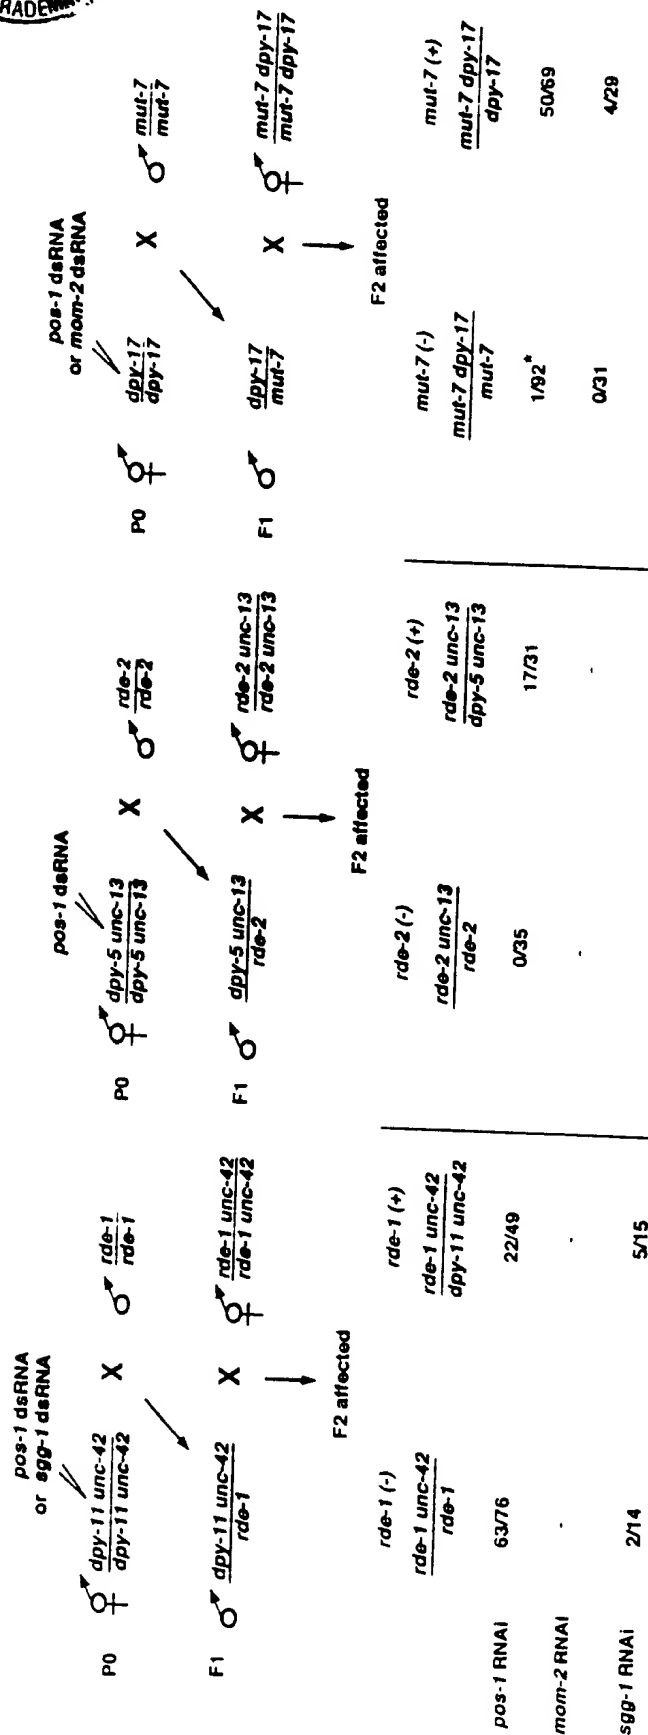 pos-1 dsRNA
or sgg-1 dsRNA
pos-1 dsRNA
pos-1 dsRNA
or mom-2 dsRNA
P0 dpy-11 unc-42 X rde-1 P0 dpy-5 unc-13 X rde-2 P0 dpy-17 X mut-7
dpy-11 unc-42 rde-1 dpy-5 unc-13 rde-2 dpy-17 mut-7
F1 dpy-11 unc-42 X rde-1 unc-42 F1 dpy-5 unc-13 X rde-2 unc-13 F1 dpy-17 X mut-7 dpy-17
rde-1 rde-1 unc-42 rde-2 rde-2 unc-13 mut-7 mut-7 dpy-17
F2 affected F2 affected F2 affected
rde-1 (-) rde-1 (+) rde-2 (-) rde-2 (+) mut-7 (-) mut-7 (+)
rde-1 unc-42 rde-1 unc-42 rde-2 unc-13 rde-2 unc-13 mut-7 dpy-17 mut-7 dpy-17
rde-1 dpy-11 unc-42 rde-2 dpy-5 unc-13 mut-7 dpy-17
pos-1 RNAi 63/76 22/49 0/35 17/31 1/92* 50/69
mom-2 RNAi - - - - 0/31 4/29
sgg-1 RNAi 2/14 5/15